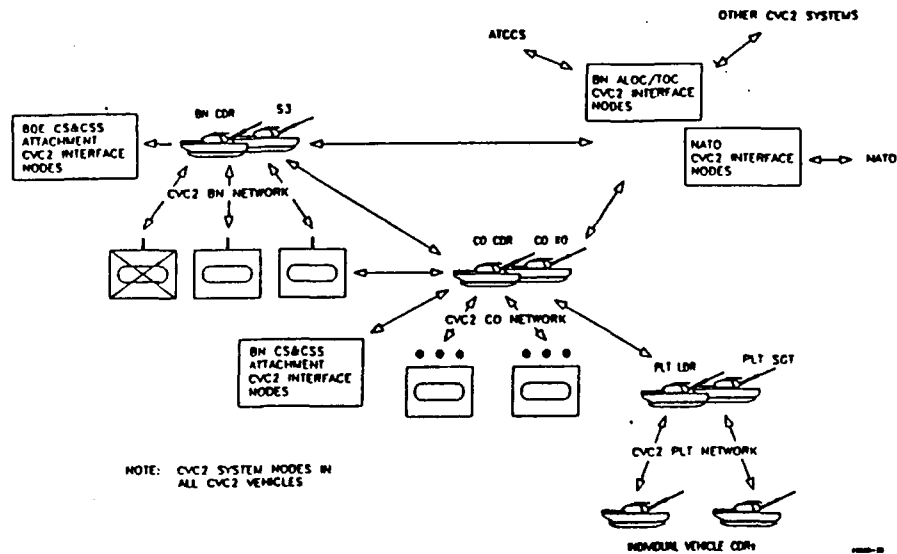 OTHER CVC2 SYSTEMS
ATCCS
BN ALOC/TOC
CVC2 INTERFACE
NODES
BN CDR
S3
BDE CS&CSS
ATTACHMENT
CVC2 INTERFACE
NODES
NATO
CVC2 INTERFACE
NODES
NATO
CVC2 BN NETWORK
CO CDR
CO XO
CVC2 CO NETWORK
BN CS&CSS
ATTACHMENT
CVC2 INTERFACE
NODES
PLT LDR
PLT SGT
CVC2 PLT NETWORK
NOTE: CVC2 SYSTEM NODES IN
ALL CVC2 VEHICLES
INDIVIDUAL VEHICLE CDRs